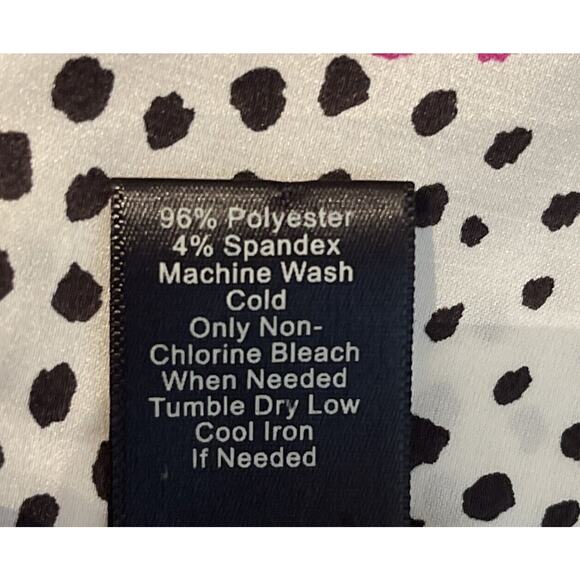 96% Polyester
4% Spandex
Machine Wash
Cold
Only Non-
Chlorine Bleach
When Needed
Tumble Dry Low
Cool Iron
If Needed